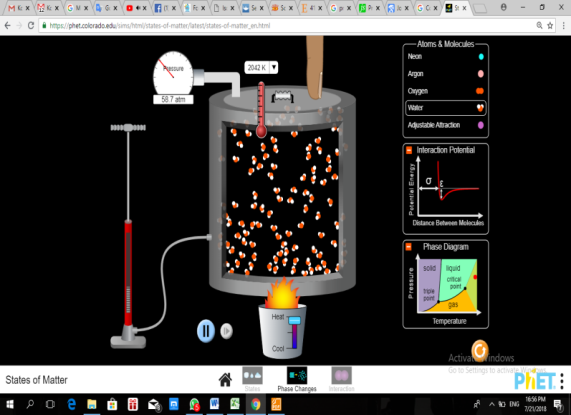 https://phet.colorado.edu/sims/html/states-of-matter/latest/states-of-matter_en.html
Pressure
58.7 atm
2042 K
Atoms & Molecules
Neon
Argon
Oxygen
Water
Adjustable Attraction
Interaction Potential
Potential Energy
σ
ε
Distance Between Molecules
Phase Diagram
Pressure
solid
liquid
critical
point
triple
point
gas
Temperature
Heat
Cool
Activate Windows
Go to Settings to activate Windows.
States of Matter
States
Phase Changes
Interaction
PhET
ENG
16:56 PM
7/21/2018